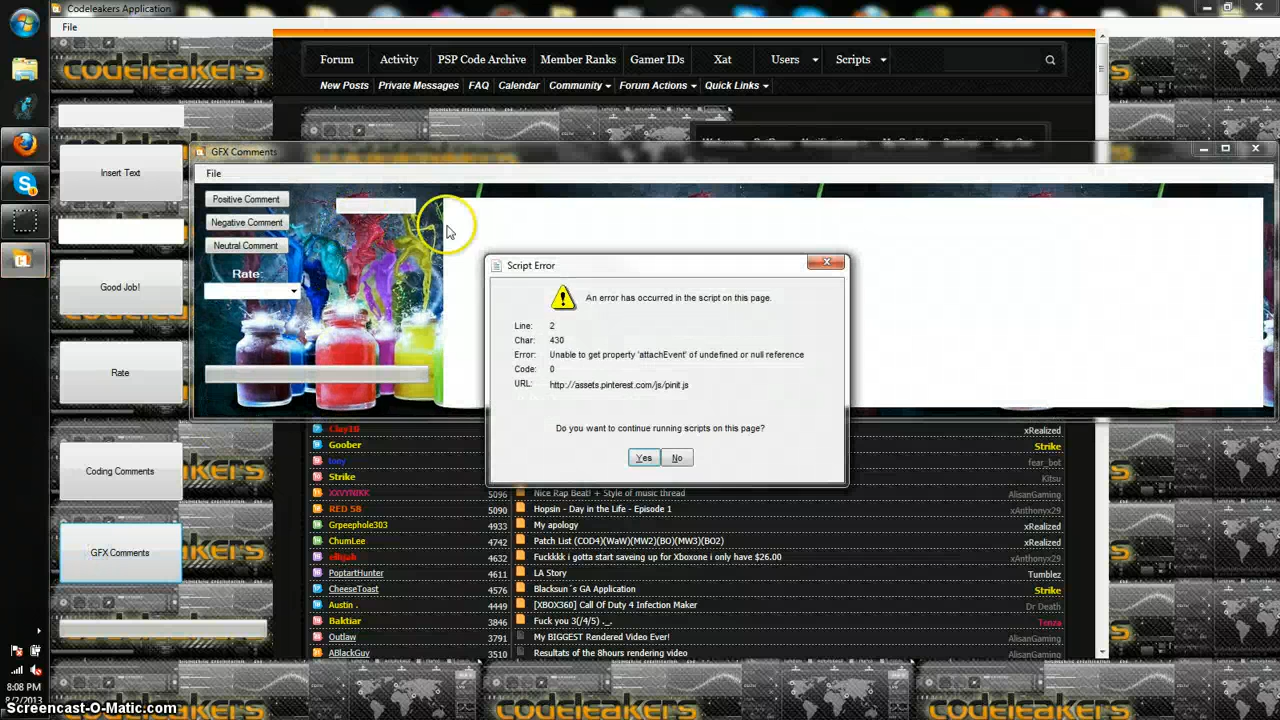 Codeleakers Application
File
codeleakers
Forum Activity PSP Code Archive Member Ranks Gamer IDs Xat Users Scripts
New Posts Private Messages FAQ Calendar Community Forum Actions Quick Links
GFX Comments
File
Insert Text
Positive Comment
Negative Comment
Neutral Comment
Rate:
Good Job!
Rate
Coding Comments
GFX Comments
Script Error
An error has occurred in the script on this page.
Line: 2
Char: 430
Error: Unable to get property 'attachEvent' of undefined or null reference
Code: 0
URL: http://assets.pinterest.com/js/pinit.js
Do you want to continue running scripts on this page?
Yes No
Clay10 xRealized
Goober Strike
tony fear_bot
Strike Kitsu
XXVYNIKK 5096 Nice Rap Beat! + Style of music thread AlisanGaming
RED 58 5090 Hopsin - Day in the Life - Episode 1 xAnthonyx29
Grpeephole303 4933 My apology xRealized
ChumLee 4742 Patch List (COD4)(WaW)(MW2)(BO)(MW3)(BO2) xRealized
ellijah 4632 Fuckkkk i gotta start saveing up for Xboxone i only have $26.00 xAnthonyx29
PoptartHunter 4611 LA Story Tumblez
CheeseToast 4576 Blacksun´s GA Application Strike
Austin . 4449 [XBOX360] Call Of Duty 4 Infection Maker Dr Death
Baktiar 3846 Fuck you 3(/4/5) ._. Tenza
Outlaw 3791 My BIGGEST Rendered Video Ever! AlisanGaming
ABlackGuy 3510 Resultats of the 8hours rendering video AlisanGaming
8:08 PM
8/2/2013
codeleakers
Screencast-O-Matic.com